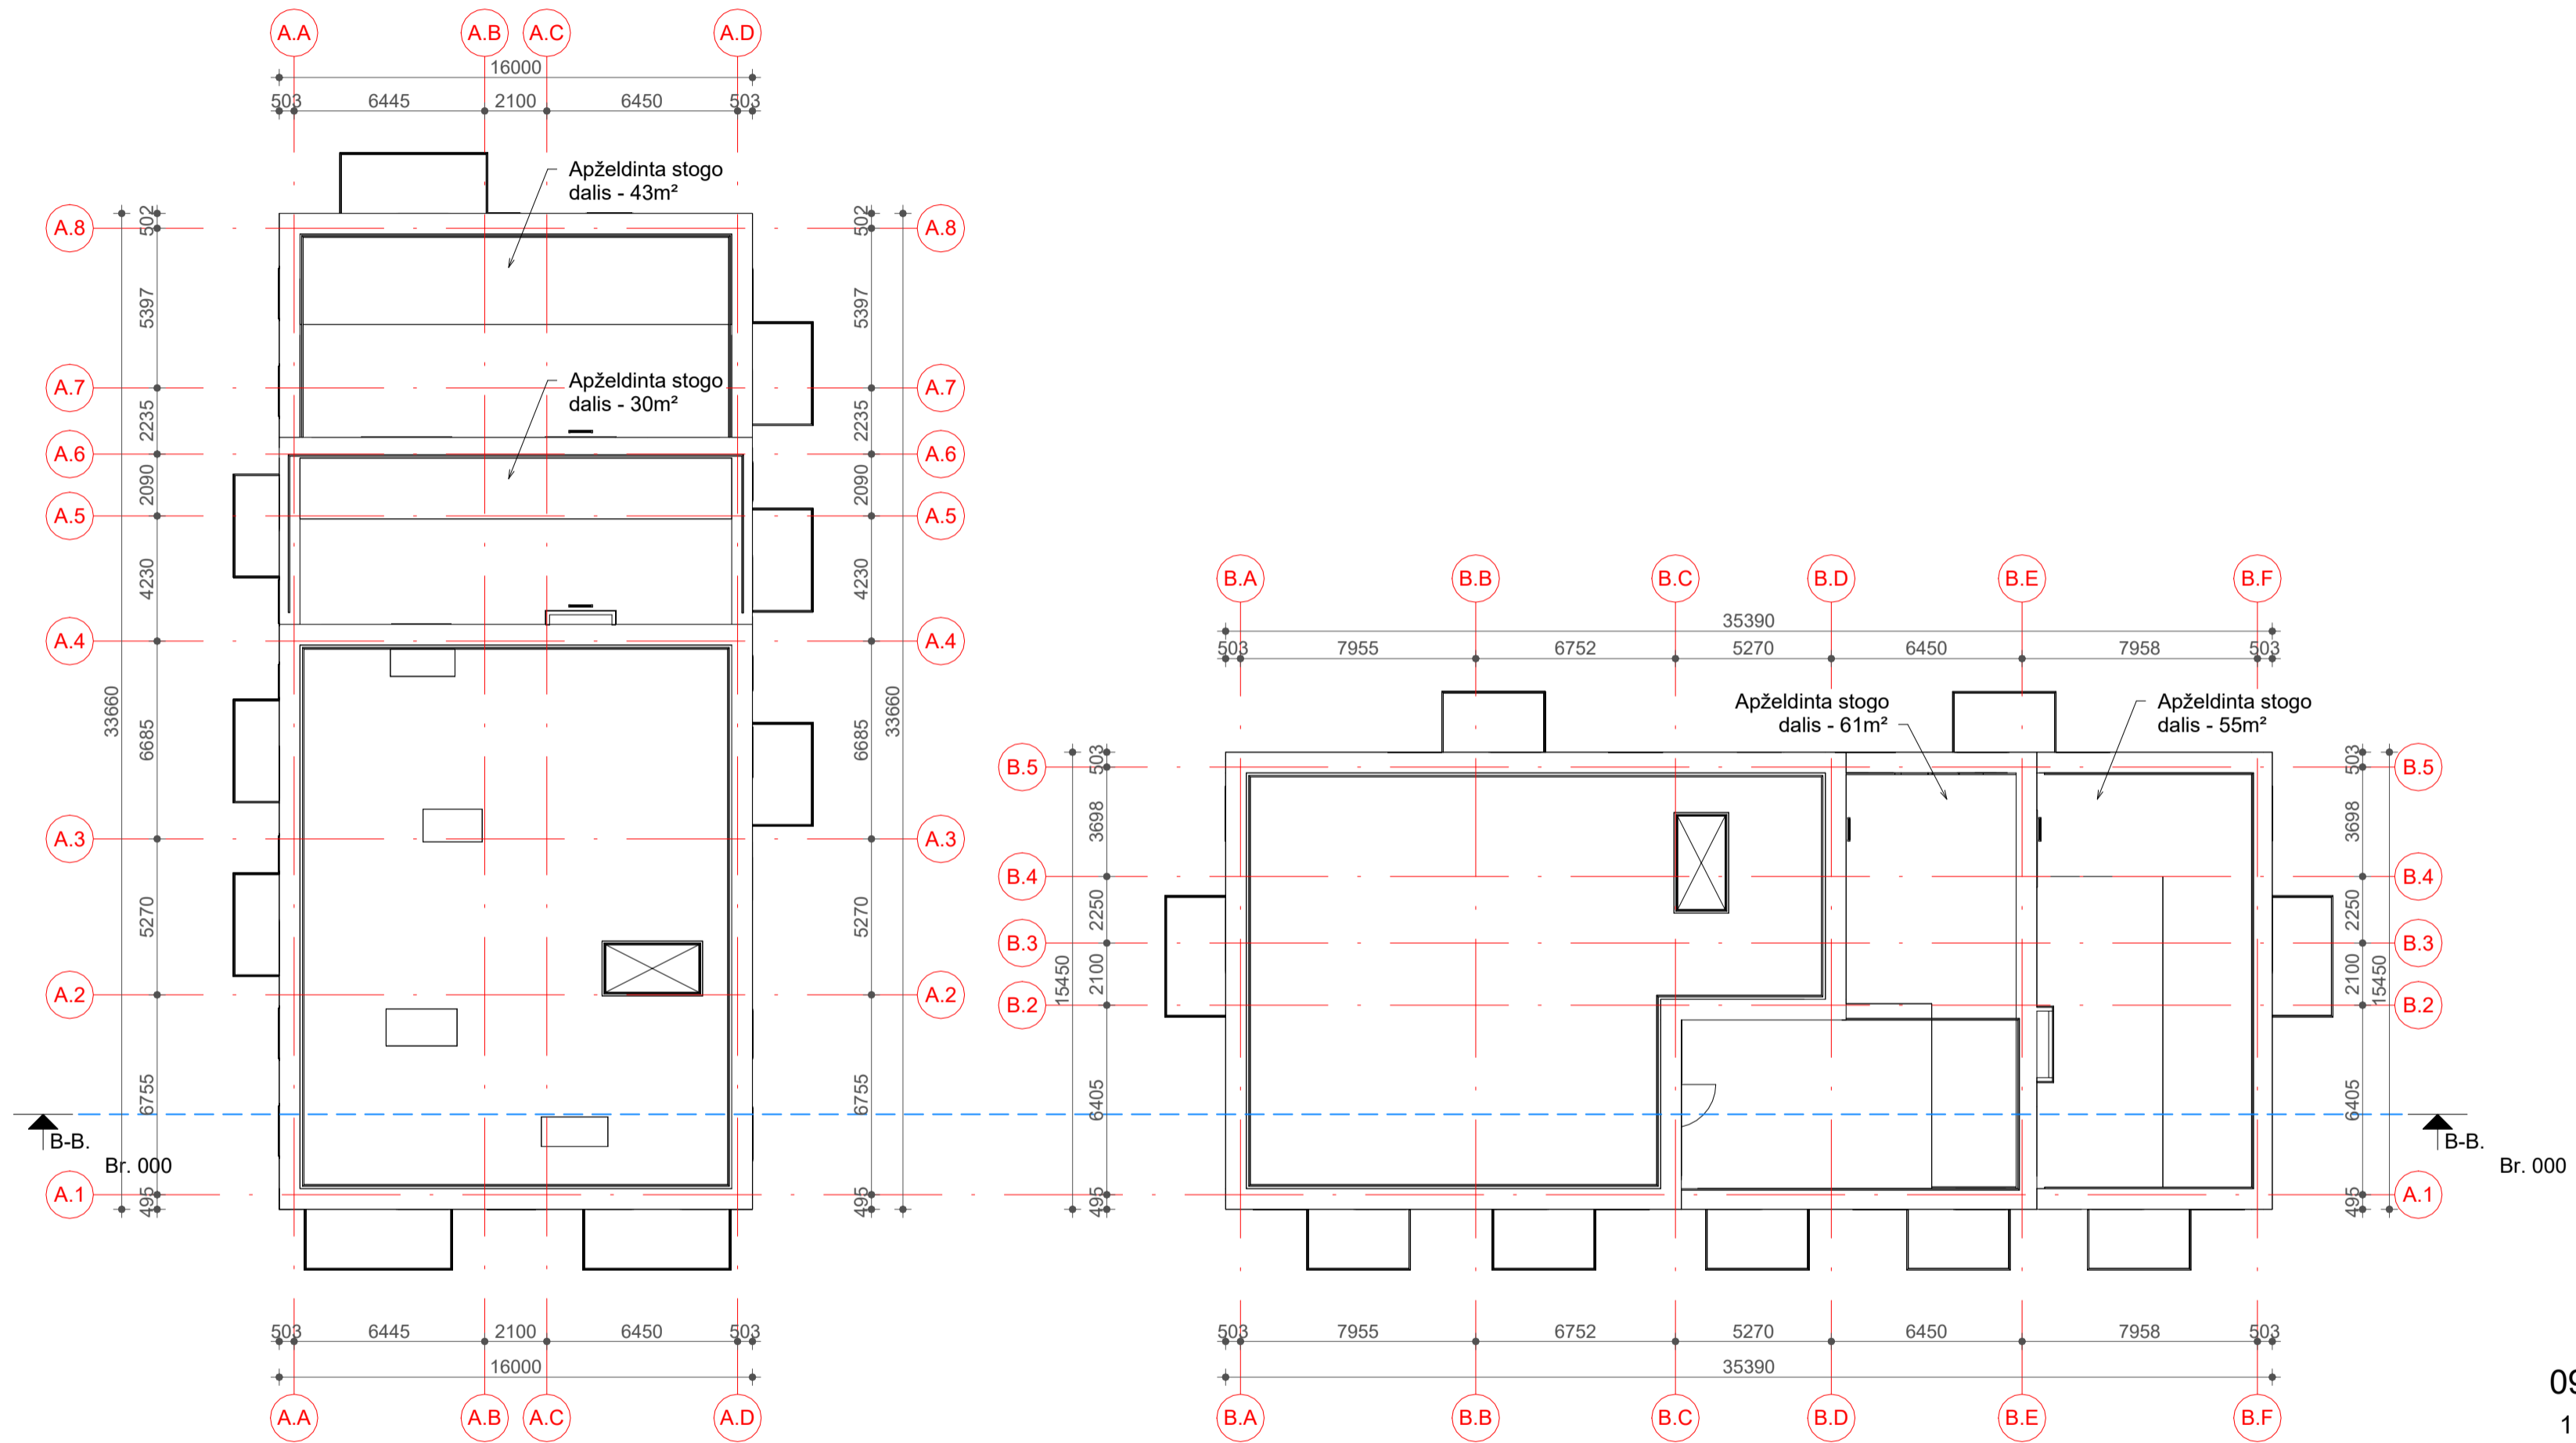 A.A A.B A.C A.D
16000
503 6445 2100 6450 503
Apželdinta stogo
dalis - 43m²
A.8 502 502 A.8
5397 5397
Apželdinta stogo
dalis - 30m²
A.7 A.7
2235 2235
A.6 A.6
2090 2090
A.5 A.5
4230 4230
A.4 A.4
33660 6685 6685 33660
A.3 A.3
5270 5270
A.2 A.2
6755 6755
B-B.
Br. 000
A.1 495 495
503 6445 2100 6450 503
16000
A.A A.B A.C A.D
B.A B.B B.C B.D B.E B.F
35390
503 7955 6752 5270 6450 7958 503
Apželdinta stogo
dalis - 61m²
Apželdinta stogo
dalis - 55m²
B.5 503 503 B.5
3698 3698
B.4 B.4
2250 2250
B.3 B.3
15450 2100 2100 15450
B.2 B.2
6405 6405
B-B.
Br. 000
495 495 A.1
503 7955 6752 5270 6450 7958 503
35390
B.A B.B B.C B.D B.E B.F
09
1